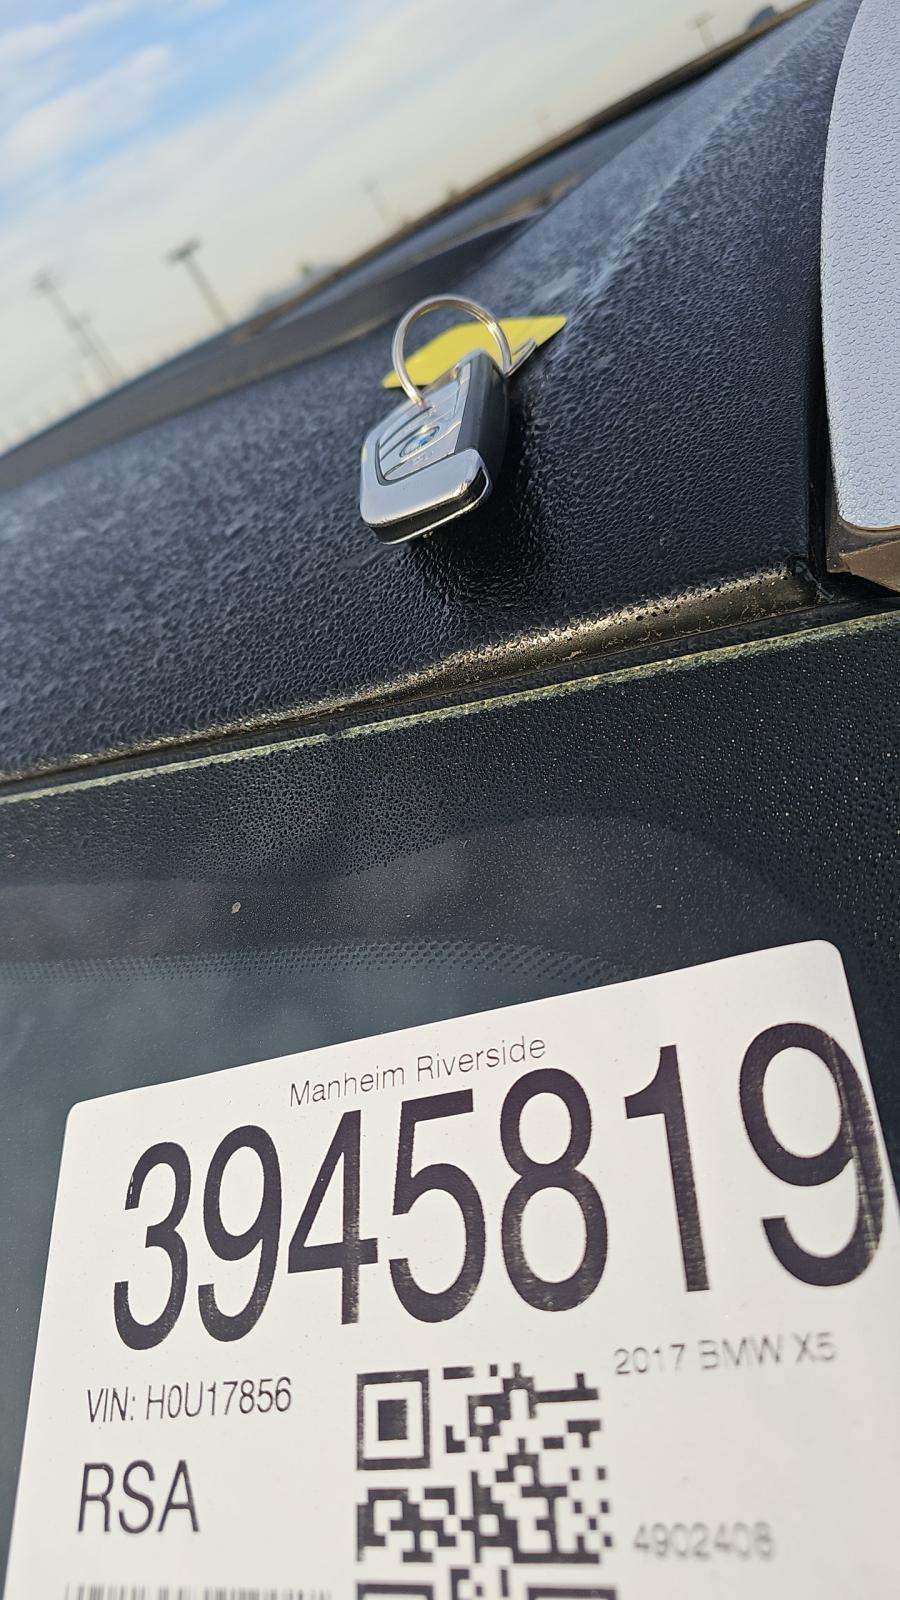 Manheim Riverside
3945819
2017 BMW X5
VIN: H0U17856
RSA
4902408